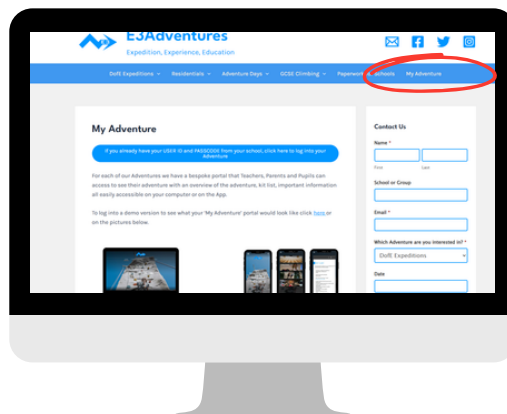 E3Adventures
Expedition, Experience, Education
DofE Expeditions Residentials Adventure Days GCSE Climbing Paperwork Schools My Adventure
My Adventure
If you already have your USER ID and PASSCODE from your school, click here to log into your
Adventure
For each of our Adventures we have a bespoke portal that Teachers, Parents and Pupils can
access to see their adventure with an overview of the adventure, kit list, important information
all easily accessible on your computer or on the App.
To log into a demo version to see what your 'My Adventure' portal would look like click here or
on the pictures below.
Contact Us
Name *
First Last
School or Group
Email *
Which Adventure are you interested in? *
DofE Expeditions
Date